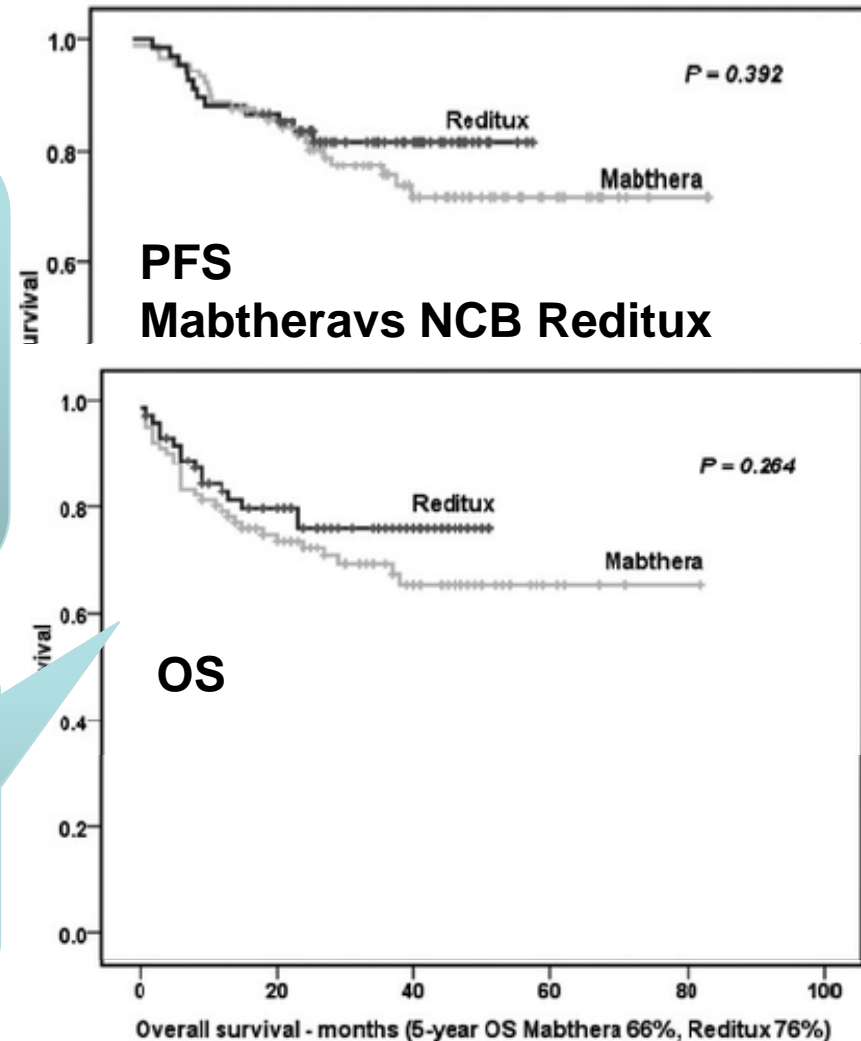 1.0
P = 0.392
Reditux
0.8
Mabthera
0.6
PFS
Mabtheravs NCB Reditux
urvival
1.0
P = 0.264
Reditux
0.8
Mabthera
0.6
vival
OS
0.4
0.2
0.0
0 20 40 60 80 100
Overall survival - months (5-year OS Mabthera 66%, Reditux 76%)